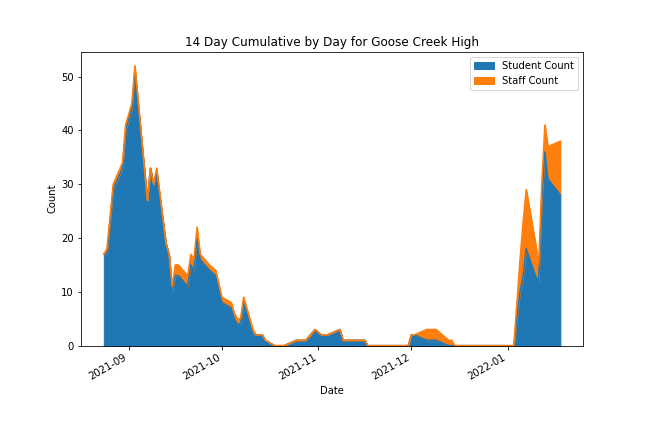 14 Day Cumulative by Day for Goose Creek High
Student Count
Staff Count
50
40
30
20
10
0
Count
2021-09
2021-10
2021-11
2021-12
2022-01
Date